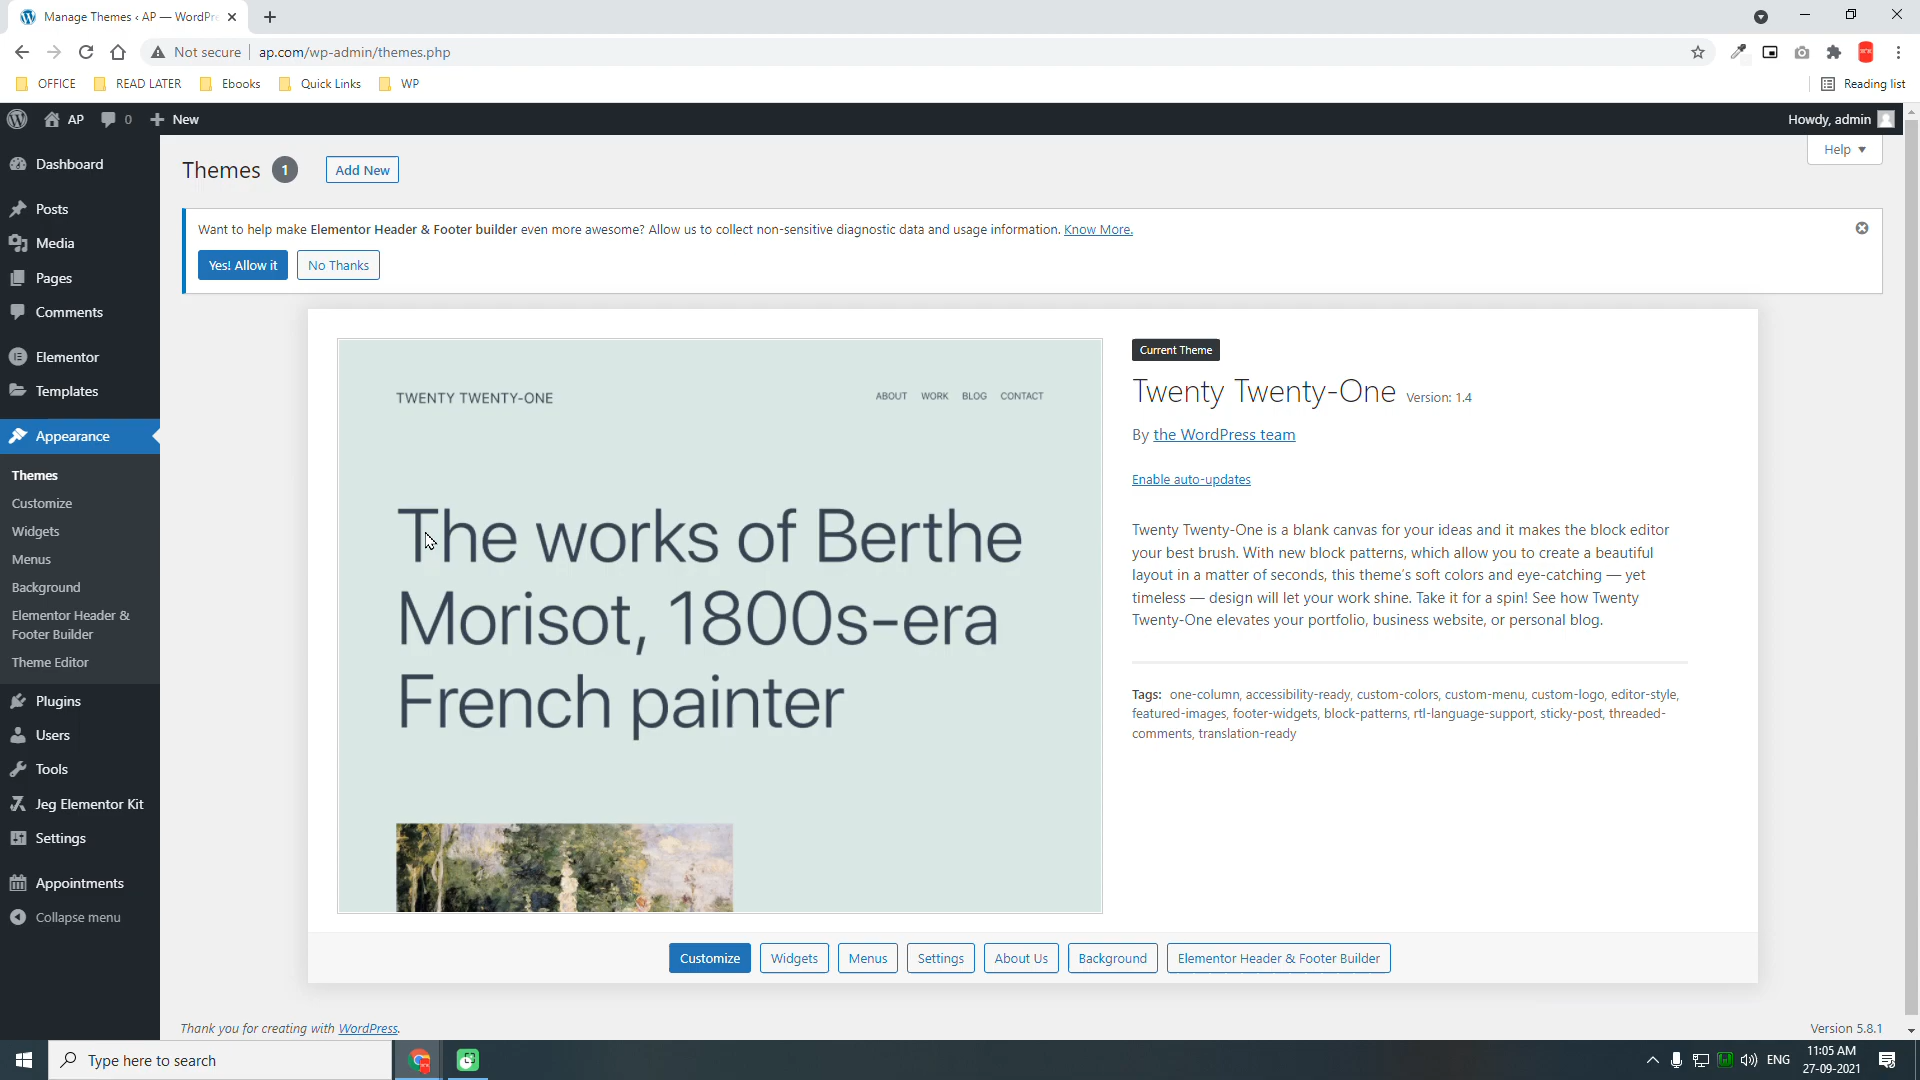 Manage Themes ‹ AP — WordPre
Not secure
ap.com/wp-admin/themes.php
OFFICE
READ LATER
Ebooks
Quick Links
WP
Reading list
AP
0
New
Howdy, admin
Dashboard
Posts
Media
Pages
Comments
Elementor
Templates
Appearance
Themes
Customize
Widgets
Menus
Background
Elementor Header &
Footer Builder
Theme Editor
Plugins
Users
Tools
Jeg Elementor Kit
Settings
Appointments
Collapse menu
Themes 1
Add New
Help
Want to help make Elementor Header & Footer builder even more awesome? Allow us to collect non-sensitive diagnostic data and usage information. Know More.
Yes! Allow it
No Thanks
TWENTY TWENTY-ONE
ABOUT WORK BLOG CONTACT
The works of Berthe
Morisot, 1800s-era
French painter
Current Theme
Twenty Twenty-One Version: 1.4
By the WordPress team
Enable auto-updates
Twenty Twenty-One is a blank canvas for your ideas and it makes the block editor
your best brush. With new block patterns, which allow you to create a beautiful
layout in a matter of seconds, this theme's soft colors and eye-catching — yet
timeless — design will let your work shine. Take it for a spin! See how Twenty
Twenty-One elevates your portfolio, business website, or personal blog.
Tags: one-column, accessibility-ready, custom-colors, custom-menu, custom-logo, editor-style,
featured-images, footer-widgets, block-patterns, rtl-language-support, sticky-post, threaded-
comments, translation-ready
Customize
Widgets
Menus
Settings
About Us
Background
Elementor Header & Footer Builder
Thank you for creating with WordPress.
Version 5.8.1
Type here to search
ENG
11:05 AM
27-09-2021